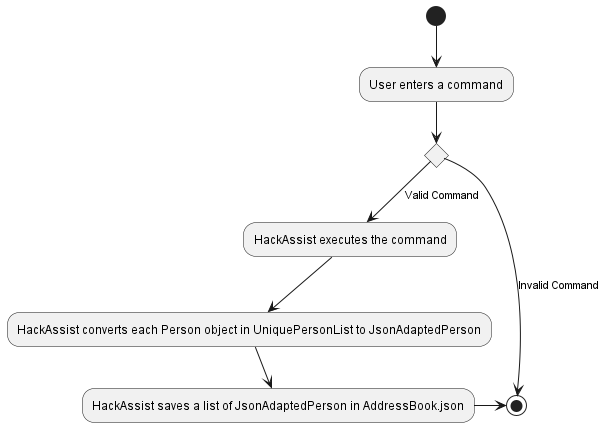 User enters a command
Valid Command
HackAssist executes the command
Invalid Command
HackAssist converts each Person object in UniquePersonList to JsonAdaptedPerson
HackAssist saves a list of JsonAdaptedPerson in AddressBook.json